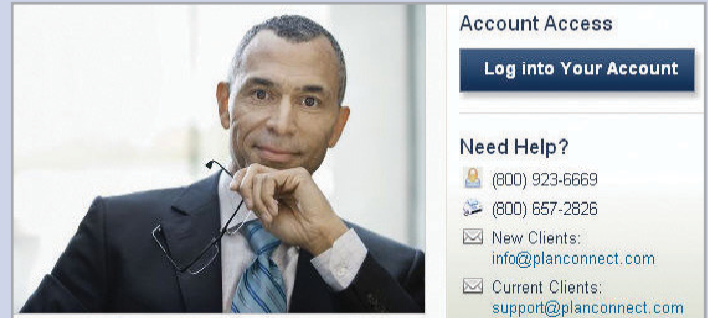 Account Access
Log into Your Account
Need Help?
(800) 923-6669
(800) 657-2826
New Clients:
info@planconnect.com
Current Clients:
support@planconnect.com